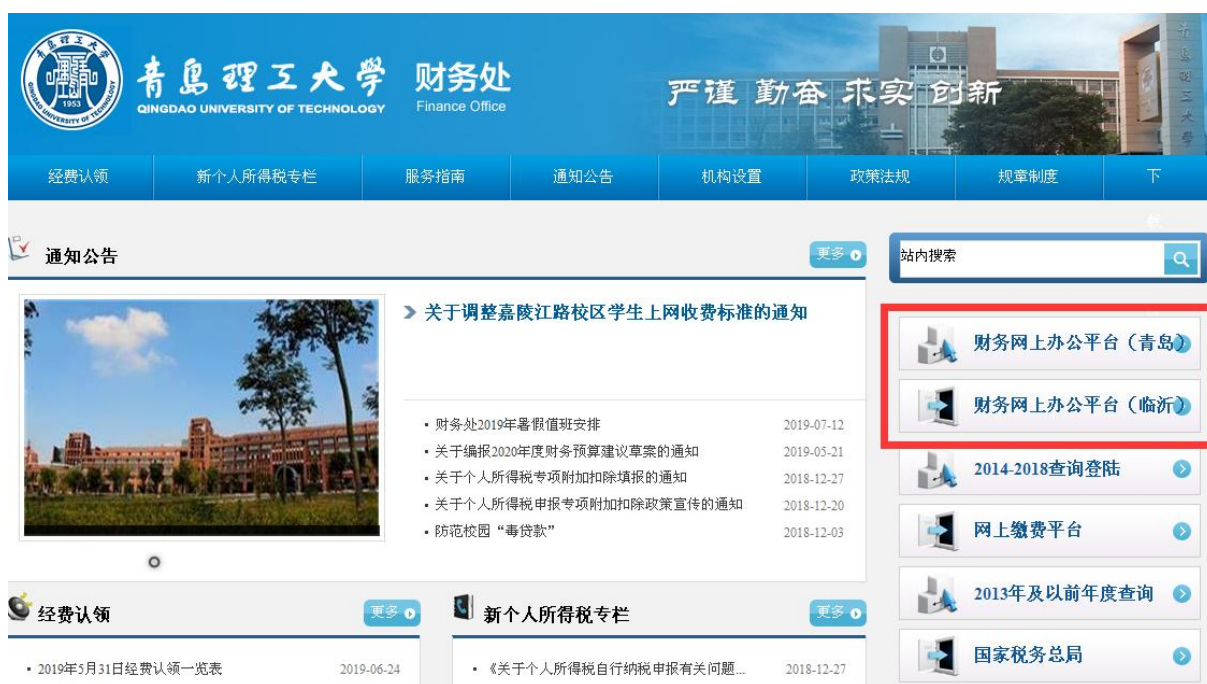 青岛理工大学
QINGDAO UNIVERSITY OF TECHNOLOGY
1953
财务处
Finance Office
严谨 勤奋 求实 创新
经费认领 新个人所得税专栏 服务指南 通知公告 机构设置 政策法规 规章制度 下
通知公告 更多
关于调整嘉陵江路校区学生上网收费标准的通知
财务处2019年暑假值班安排 2019-07-12
关于编报2020年度财务预算建议草案的通知 2019-05-21
关于个人所得税专项附加扣除填报的通知 2018-12-27
关于个人所得税申报专项附加扣除政策宣传的通知 2018-12-20
防范校园“毒贷款” 2018-12-03
经费认领 更多
2019年5月31日经费认领一览表 2019-06-24
新个人所得税专栏 更多
《关于个人所得税自行纳税申报有关问题... 2018-12-27
站内搜索
财务网上办公平台（青岛）
财务网上办公平台（临沂）
2014-2018查询登陆
网上缴费平台
2013年及以前年度查询
国家税务总局